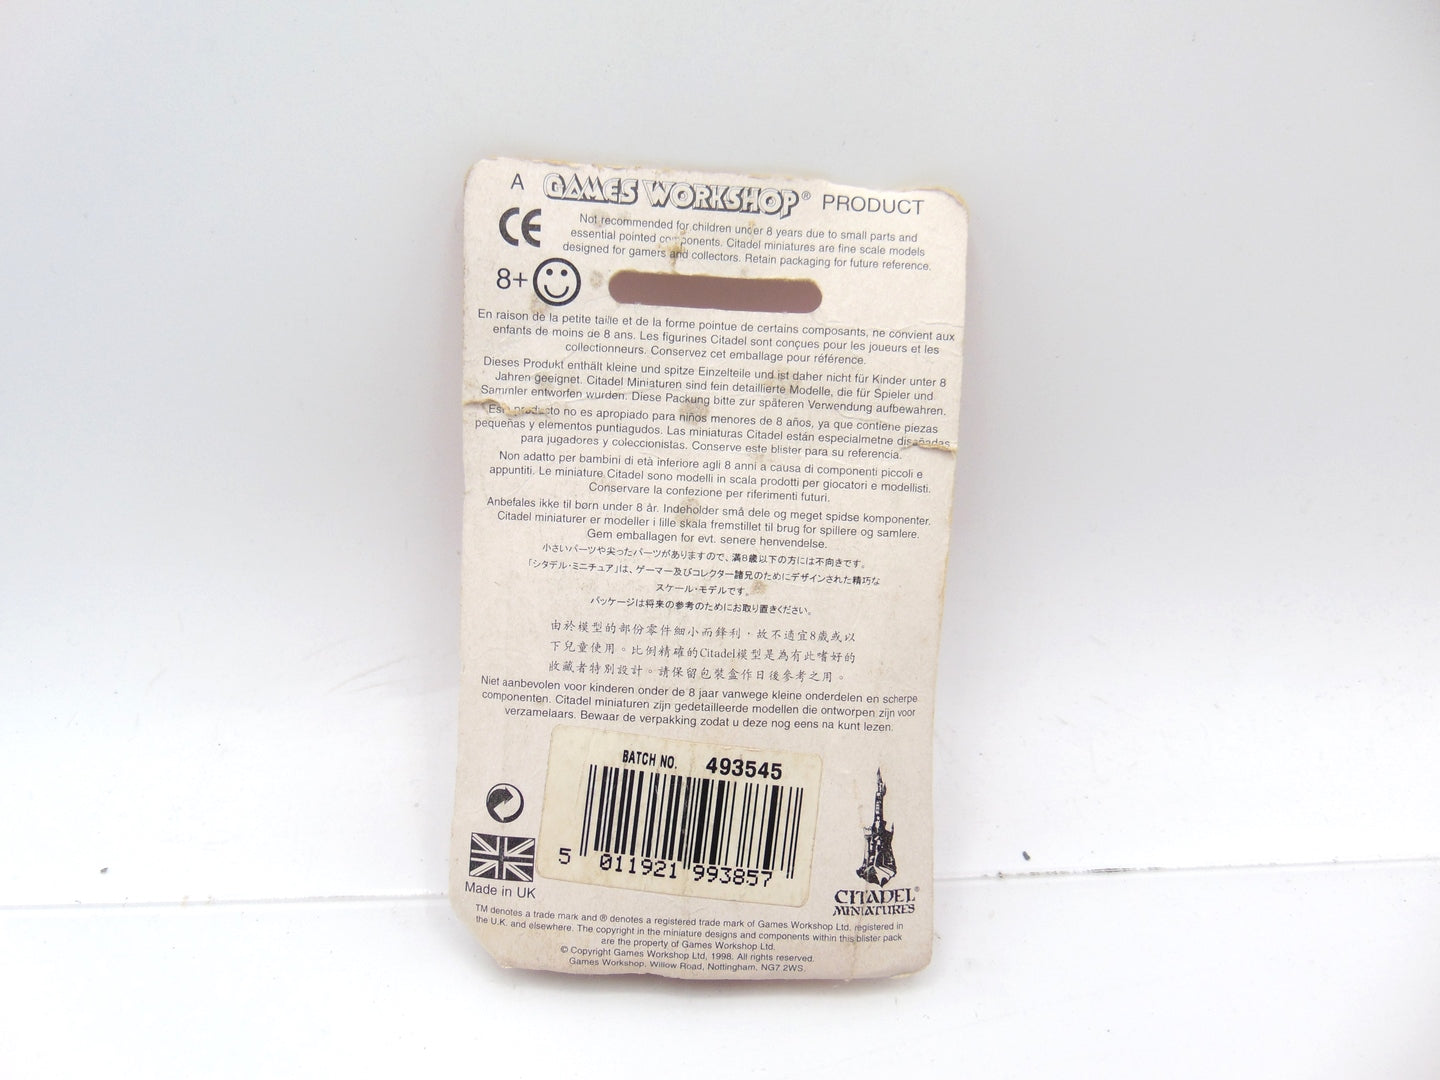 A GAMES WORKSHOP® PRODUCT
CE
Not recommended for children under 8 years due to small parts and
essential pointed components. Citadel miniatures are fine scale models
designed for gamers and collectors. Retain packaging for future reference.
8+
En raison de la petite taille et de la forme pointue de certains composants, ne convient aux
enfants de moins de 8 ans. Les figurines Citadel sont conçues pour les joueurs et les
collectionneurs. Conservez cet emballage pour référence.
Dieses Produkt enthält kleine und spitze Einzelteile und ist daher nicht für Kinder unter 8
Jahren geeignet. Citadel Miniaturen sind fein detaillierte Modelle, die für Spieler und
Sammler entworfen wurden. Diese Packung bitte zur späteren Verwendung aufbewahren.
Este producto no es apropiado para niños menores de 8 años, ya que contiene piezas
pequeñas y elementos puntiagudos. Las miniaturas Citadel están especialmetne diseñadas
para jugadores y coleccionistas. Conserve este blister para su referencia.
Non adatto per bambini di età inferiore agli 8 anni a causa di componenti piccoli e
appuntiti. Le miniature Citadel sono modelli in scala prodotti per giocatori e modellisti.
Conservare la confezione per riferimenti futuri.
Anbefales ikke til børn under 8 år. Indeholder små dele og meget spidse komponenter.
Citadel miniaturer er modeller i lille skala fremstillet til brug for spillere og samlere.
Gem emballagen for evt. senere henvendelse.
小さいパーツや尖ったパーツがありますので、満8歳以下の方には不向きです。
「シタデル・ミニチュア」は、ゲーマー及びコレクター諸兄のためにデザインされた精巧な
スケール・モデルです。
パッケージは将来の参考のためにお取り置きください。
由於模型的部份零件細小而鋒利，故不適宜8歲或以
下兒童使用。比例精確的Citadel模型是為有此嗜好的
收藏者特別設計。請保留包裝盒作日後參考之用。
Niet aanbevolen voor kinderen onder de 8 jaar vanwege kleine onderdelen en scherpe
componenten. Citadel miniaturen zijn gedetailleerde modellen die ontworpen zijn voor
verzamelaars. Bewaar de verpakking zodat u deze nog eens na kunt lezen.
BATCH NO. 493545
5 011921 993857
Made in UK
CITADEL®
MINIATURES
TM denotes a trade mark and ® denotes a registered trade mark of Games Workshop Ltd, registered in
the U.K. and elsewhere. The copyright in the miniature designs and components within this blister pack
are the property of Games Workshop Ltd.
© Copyright Games Workshop Ltd, 1998. All rights reserved.
Games Workshop, Willow Road, Nottingham, NG7 2WS.